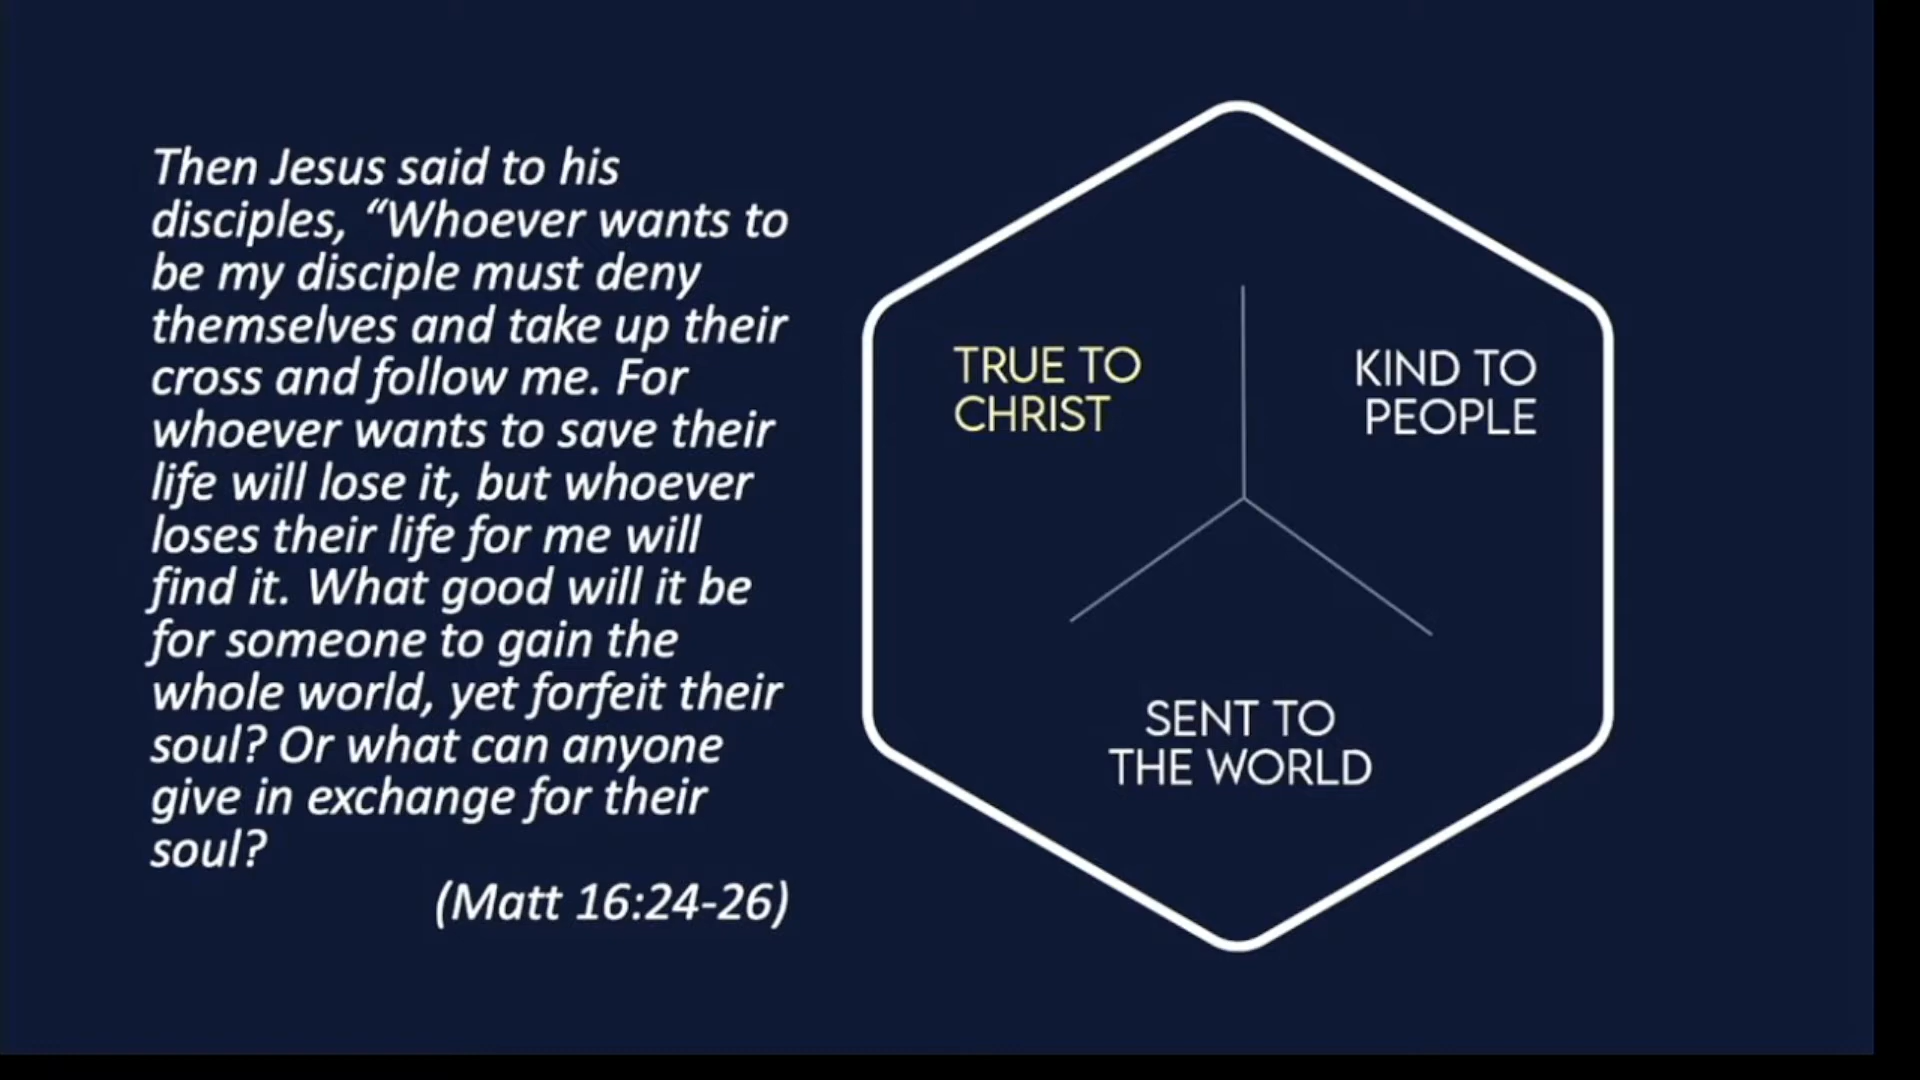 Then Jesus said to his
disciples, “Whoever wants to
be my disciple must deny
themselves and take up their
cross and follow me. For
whoever wants to save their
life will lose it, but whoever
loses their life for me will
find it. What good will it be
for someone to gain the
whole world, yet forfeit their
soul? Or what can anyone
give in exchange for their
soul?
(Matt 16:24-26)
TRUE TO
CHRIST
KIND TO
PEOPLE
SENT TO
THE WORLD